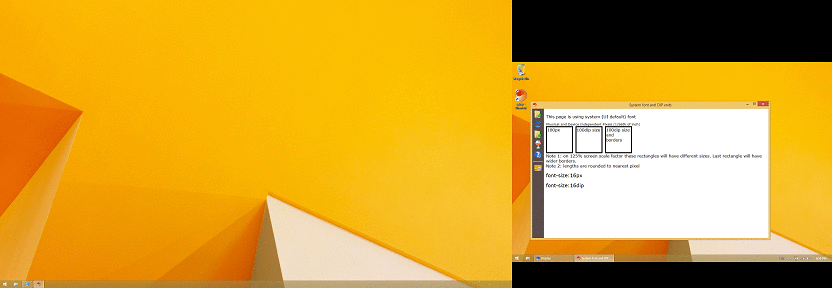 System font and DIP units
This page is using system (UI default) font
Physical and Device Independent Pixels (1/96th of inch)
100px
100dip size
100dip size
and
borders
Note 1: on 125% screen scale factor these rectangles will have different sizes. Last rectangle will have
wider borders.
Note 2: lengths are rounded to nearest pixel
font-size:16px
font-size:16dip